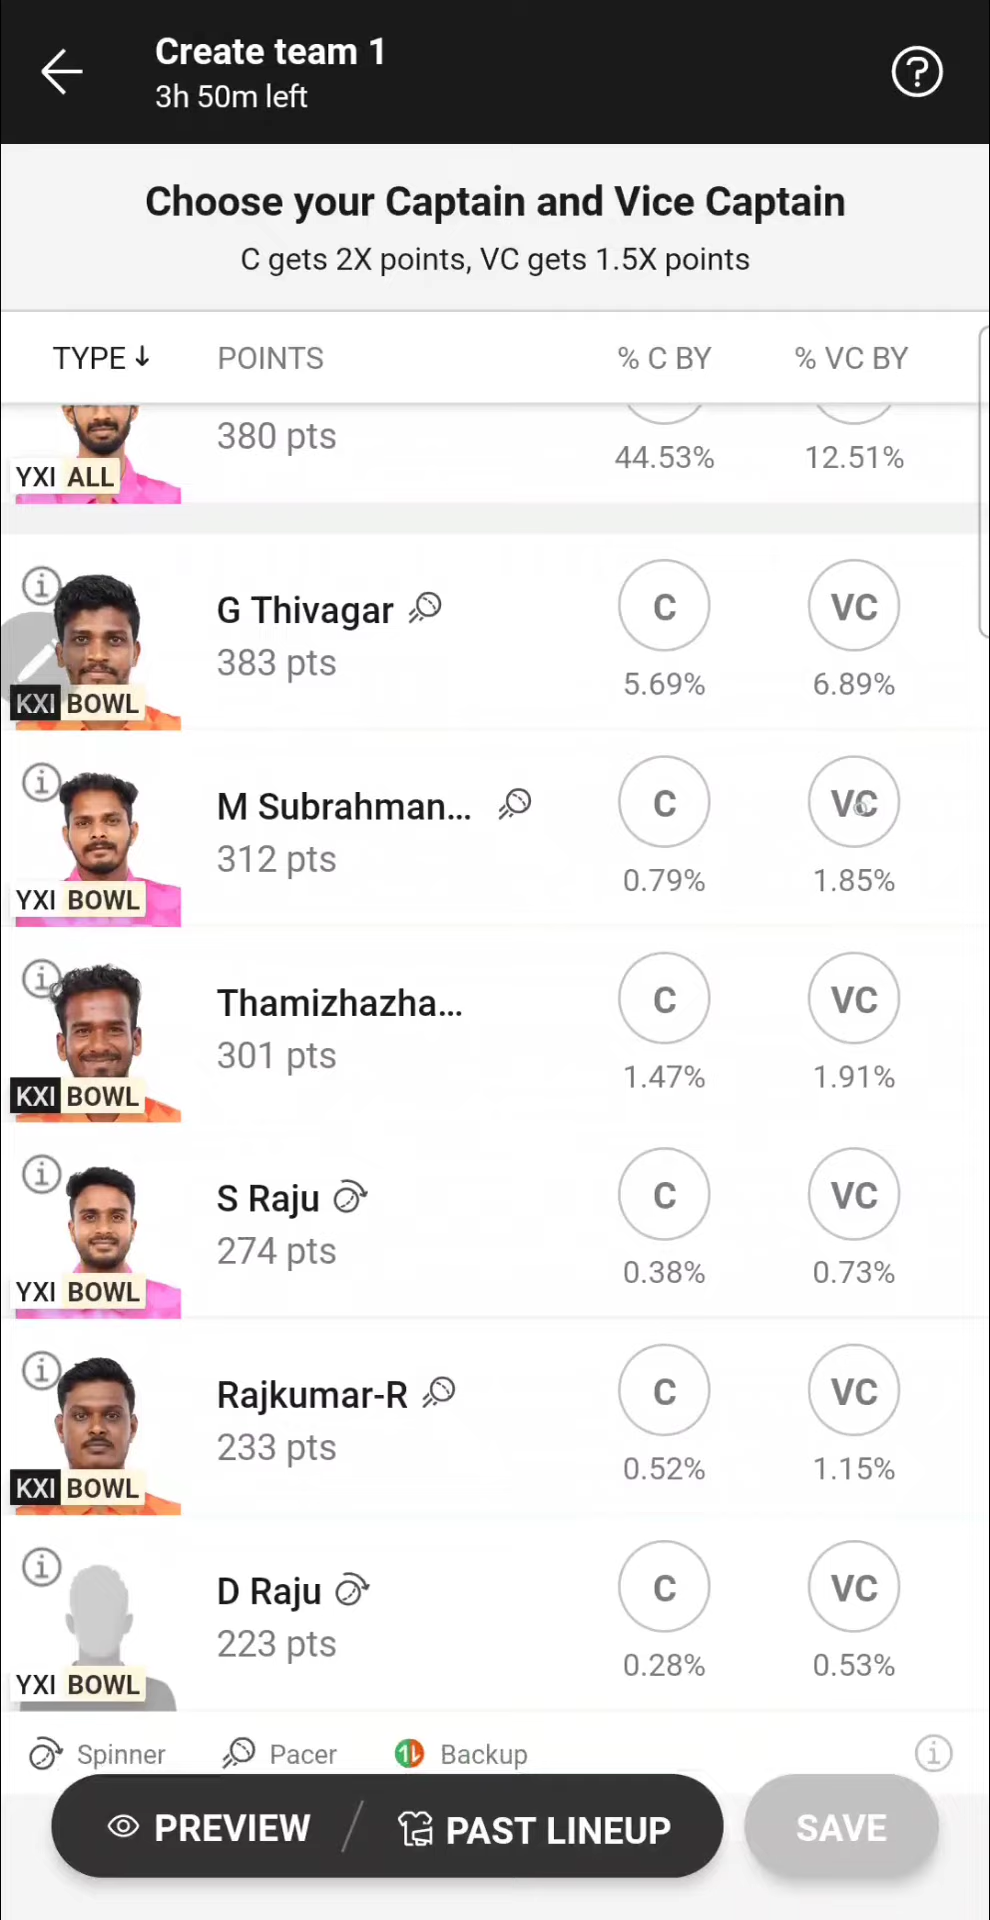 Create team 1
3h 50m left
Choose your Captain and Vice Captain
C gets 2X points, VC gets 1.5X points
TYPE↓ POINTS % C BY % VC BY
380 pts 44.53% 12.51%
YXI ALL
G Thivagar C VC
383 pts 5.69% 6.89%
KXI BOWL
M Subrahman... C VC
312 pts 0.79% 1.85%
YXI BOWL
Thamizhazha... C VC
301 pts 1.47% 1.91%
KXI BOWL
S Raju C VC
274 pts 0.38% 0.73%
YXI BOWL
Rajkumar-R C VC
233 pts 0.52% 1.15%
KXI BOWL
D Raju C VC
223 pts 0.28% 0.53%
YXI BOWL
Spinner Pacer Backup
PREVIEW / PAST LINEUP SAVE